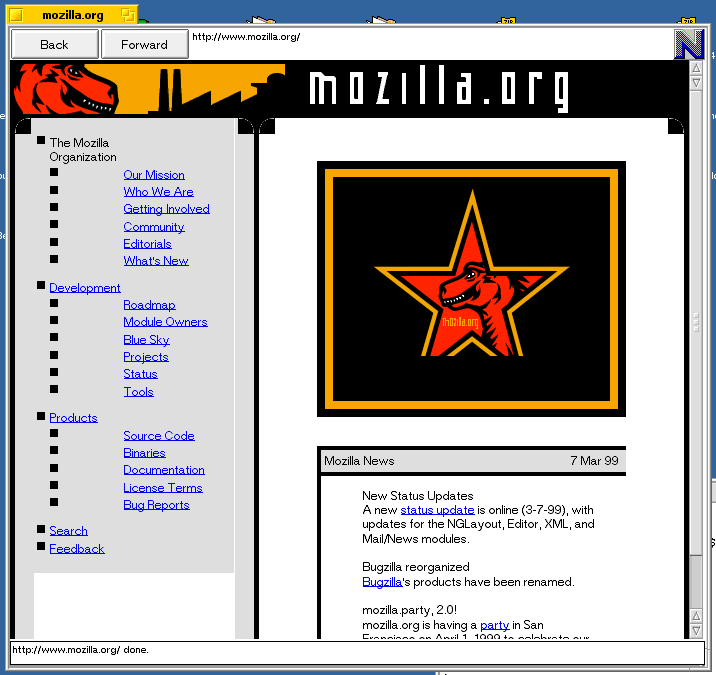 mozilla.org
Back
Forward
http://www.mozilla.org/
mozilla.org
The Mozilla
Organization
Our Mission
Who We Are
Getting Involved
Community
Editorials
What's New
Development
Roadmap
Module Owners
Blue Sky
Projects
Status
Tools
Products
Source Code
Binaries
Documentation
License Terms
Bug Reports
Search
Feedback
mozilla.org
Mozilla News 7 Mar 99
New Status Updates
A new status update is online (3-7-99), with
updates for the NGLayout, Editor, XML, and
Mail/News modules.
Bugzilla reorganized
Bugzilla's products have been renamed.
mozilla.party, 2.0!
mozilla.org is having a party in San
Francisco on April 1, 1999 to celebrate our
http://www.mozilla.org/ done.